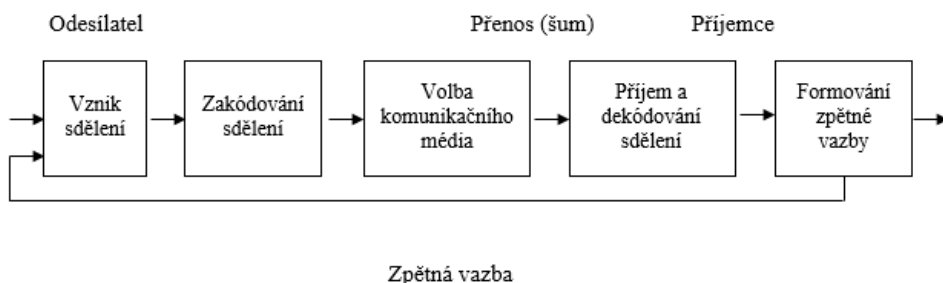 Odesílatel
Přenos (šum)
Příjemce
Vznik
sdělení
Zakódování
sdělení
Volba
komunikačního
média
Příjem a
dekódování
sdělení
Formování
zpětné
vazby
Zpětná vazba